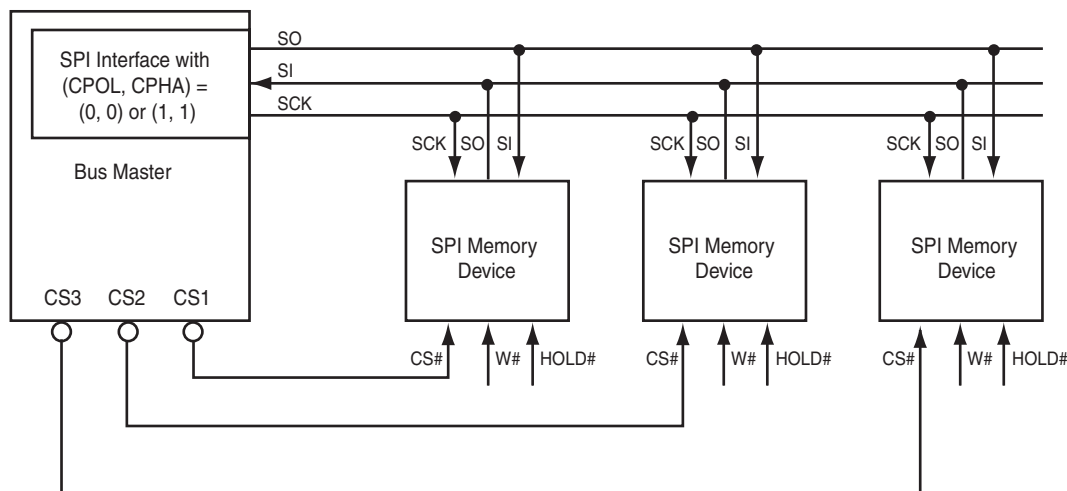 SO
SPI Interface with
(CPOL, CPHA) =
(0, 0) or (1, 1)
SI
SCK
Bus Master
SCK SO SI
SCK SO SI
SCK SO SI
SPI Memory
Device
SPI Memory
Device
SPI Memory
Device
CS3 CS2 CS1
CS# W# HOLD#
CS# W# HOLD#
CS# W# HOLD#